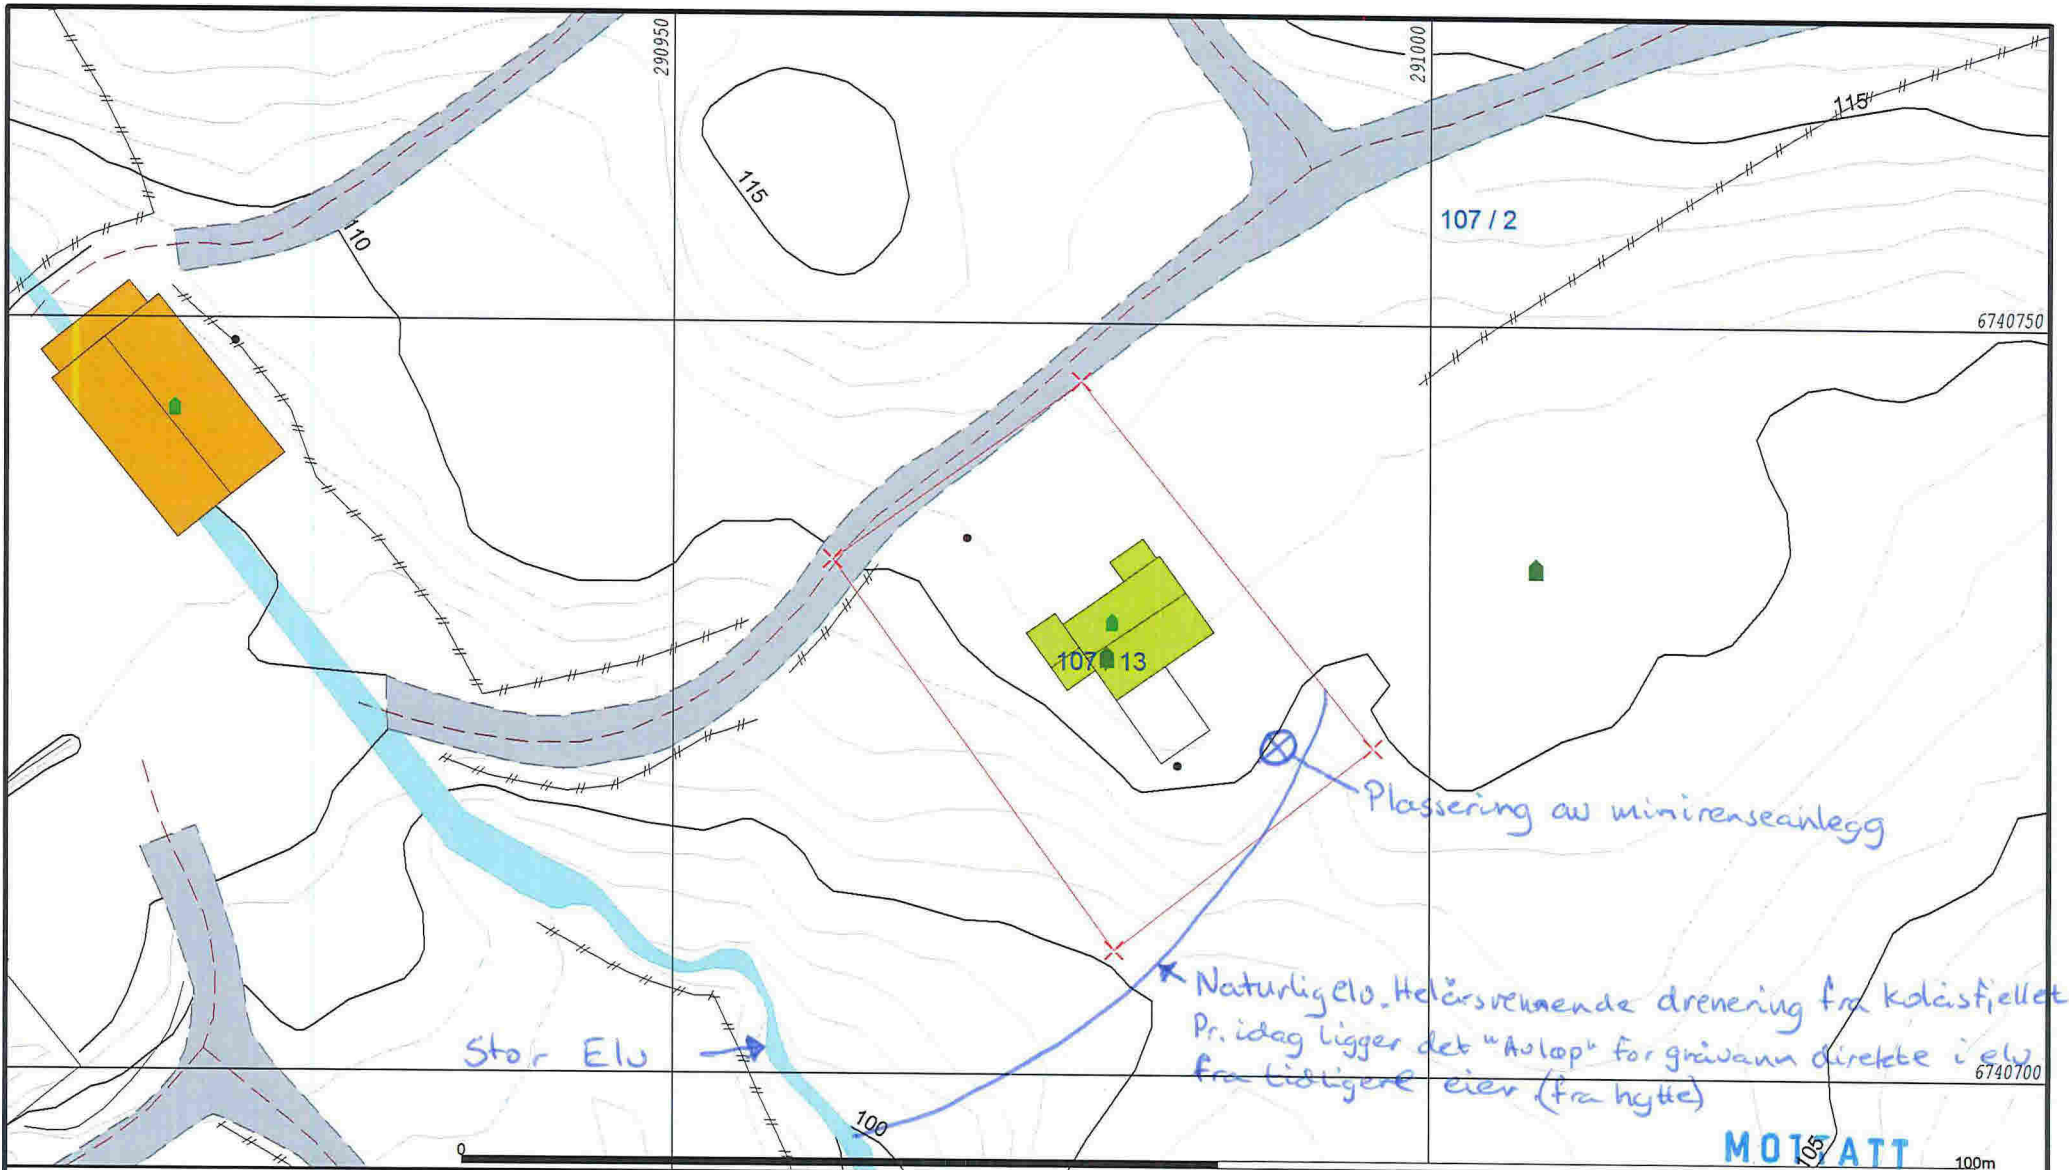 290950
291000
115
115
107 / 2
110
6740750
107 13
Plassering av minirenseanlegg
Naturlig elv. Helårsrennende drenering fra kolåsfjellet
Pr. idag ligger det "Avløp" for gråvann direkte i elv
fra tidligere eier (fra hytte)
Stor Elv
6740700
100
105
MOTTATT
0
100m